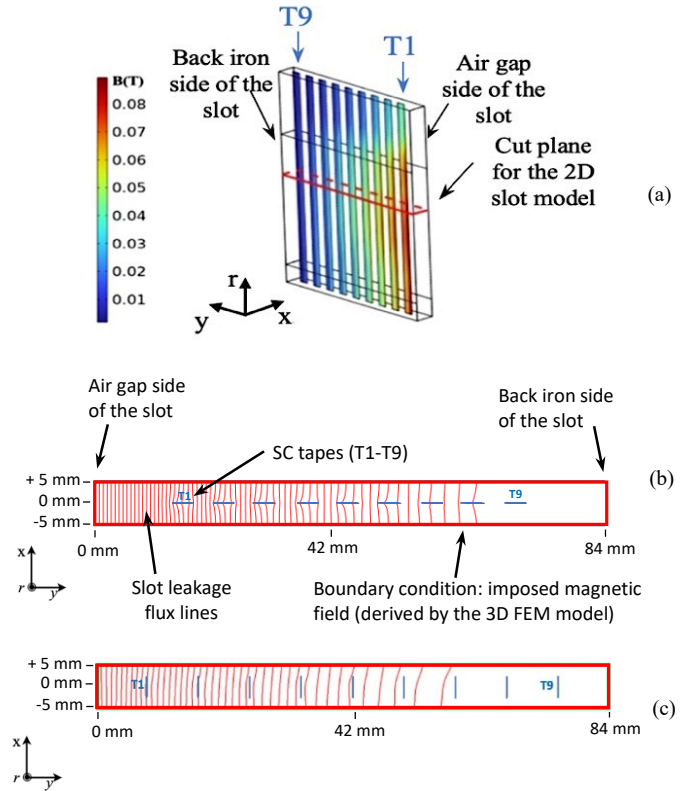 T9
T1
Back iron
side of the
slot
Air gap
side of the
slot
B(T)
0.08
0.07
0.06
0.05
0.04
0.03
0.02
0.01
Cut plane
for the 2D
slot model
(a)
r
y
x
Air gap side
of the slot
Back iron side
of the slot
SC tapes (T1-T9)
(b)
+ 5 mm
0 mm
-5 mm
T1
T9
0 mm
42 mm
84 mm
x
r
y
Slot leakage
flux lines
Boundary condition: imposed magnetic
field (derived by the 3D FEM model)
+ 5 mm
0 mm
-5 mm
T1
T9
(c)
0 mm
42 mm
84 mm
x
r
y